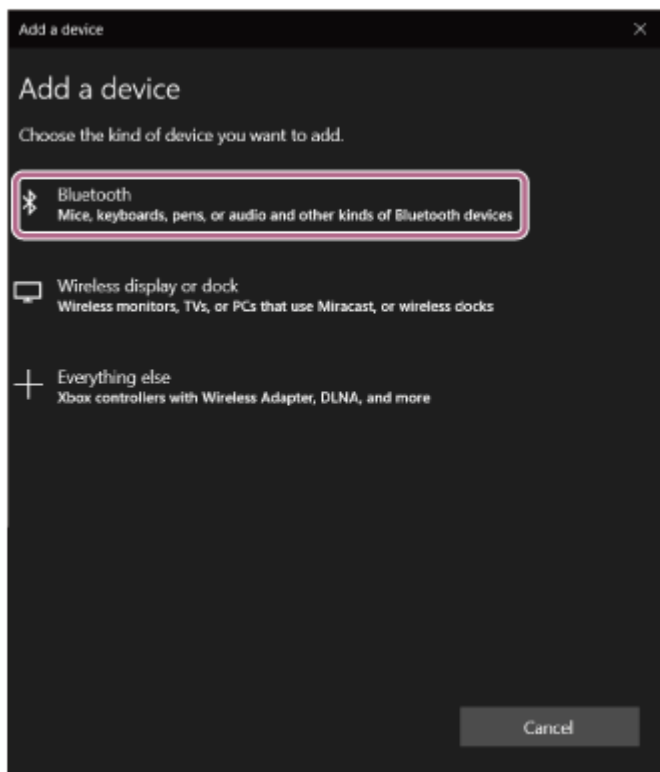 Add a device
Add a device
Choose the kind of device you want to add.
Bluetooth
Mice, keyboards, pens, or audio and other kinds of Bluetooth devices
Wireless display or dock
Wireless monitors, TVs, or PCs that use Miracast, or wireless docks
Everything else
Xbox controllers with Wireless Adapter, DLNA, and more
Cancel